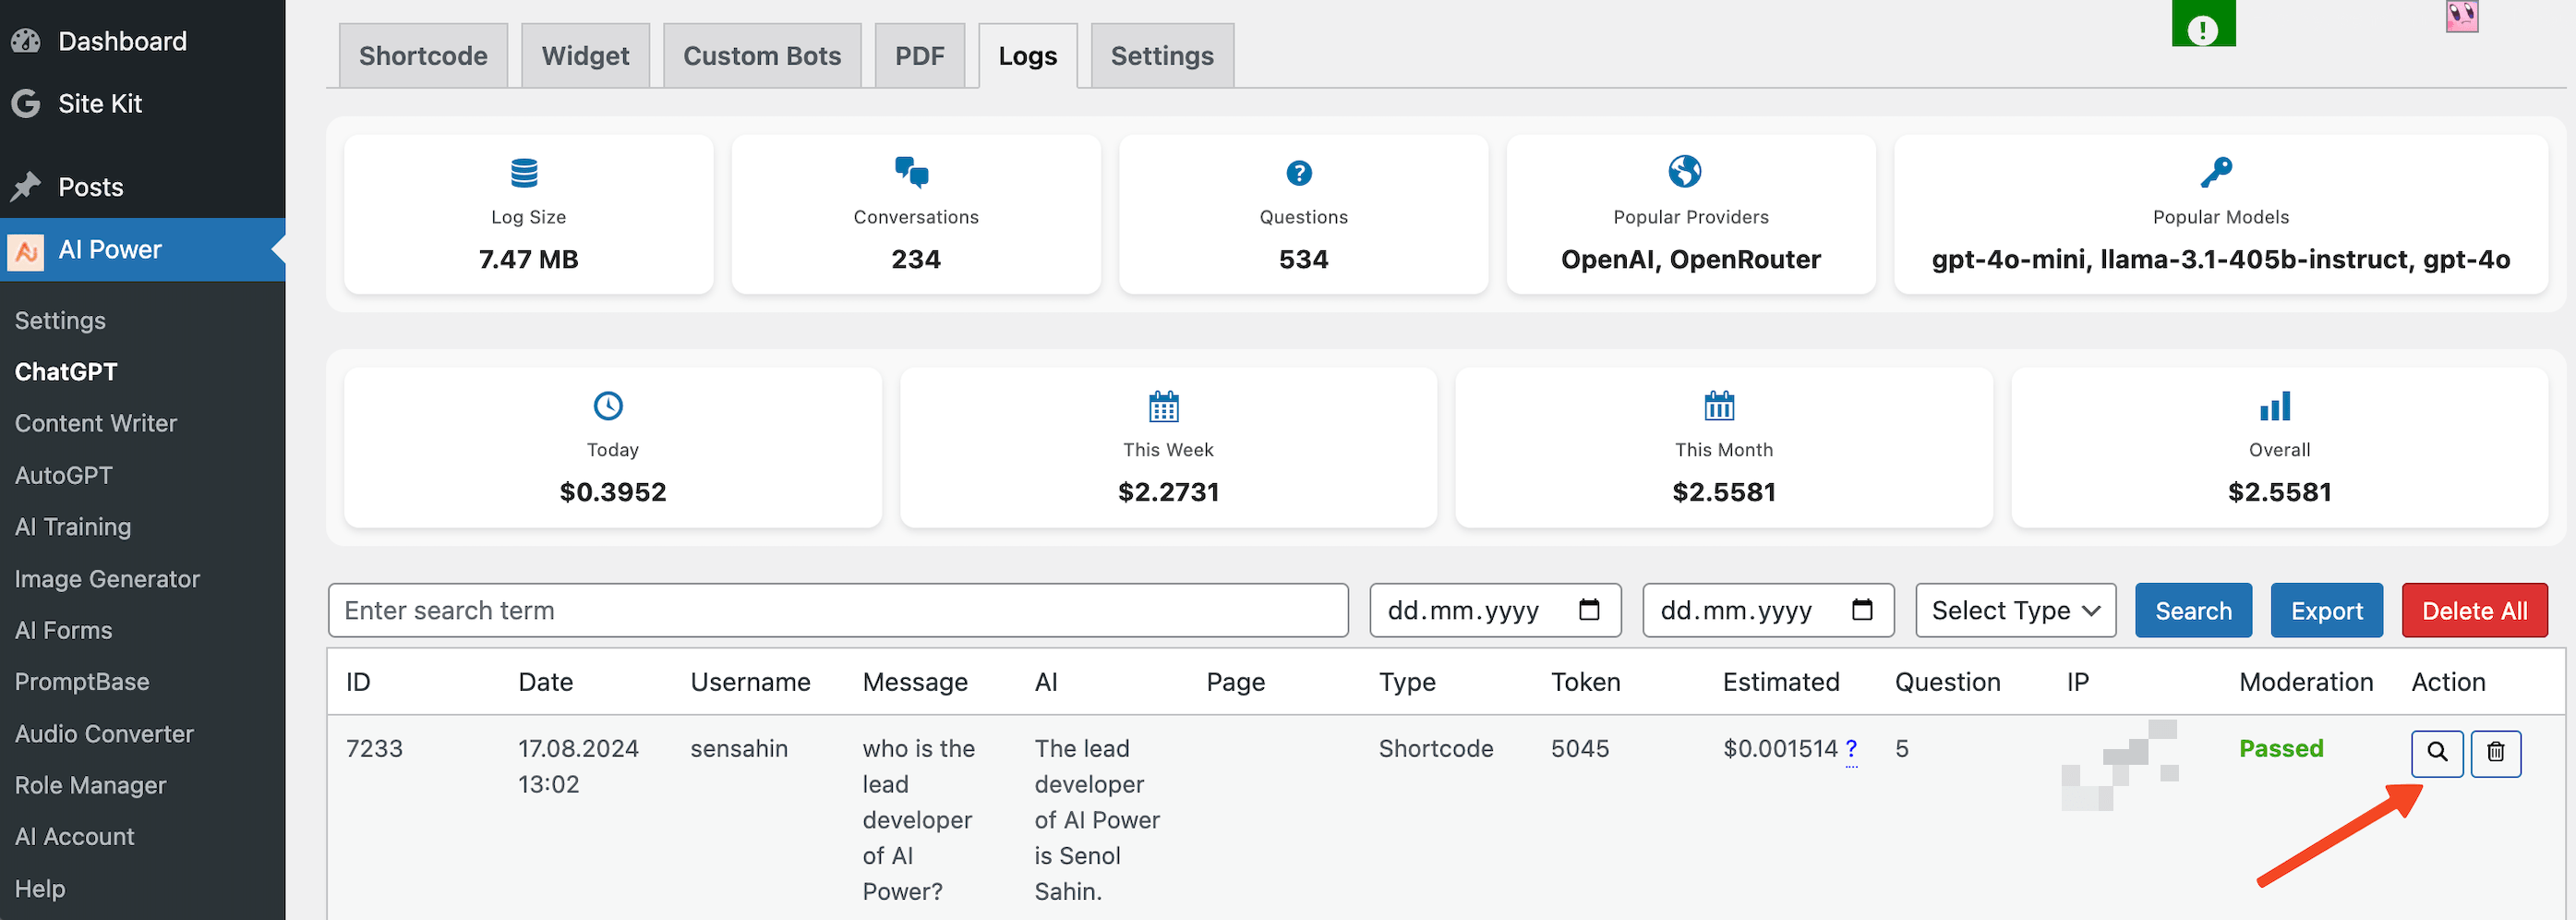 Dashboard
Site Kit
Posts
AI Power
Settings
ChatGPT
Content Writer
AutoGPT
AI Training
Image Generator
AI Forms
PromptBase
Audio Converter
Role Manager
AI Account
Help
Shortcode Widget Custom Bots PDF Logs Settings
Log Size
7.47 MB
Conversations
234
Questions
534
Popular Providers
OpenAI, OpenRouter
Popular Models
gpt-4o-mini, llama-3.1-405b-instruct, gpt-4o
Today
$0.3952
This Week
$2.2731
This Month
$2.5581
Overall
$2.5581
Enter search term dd.mm.yyyy dd.mm.yyyy Select Type Search Export Delete All
ID Date Username Message AI Page Type Token Estimated Question IP Moderation Action
7233
17.08.2024
13:02
sensahin
who is the
lead
developer
of AI
Power?
The lead
developer
of AI Power
is Senol
Sahin.
Shortcode
5045
$0.001514 ?
5
Passed